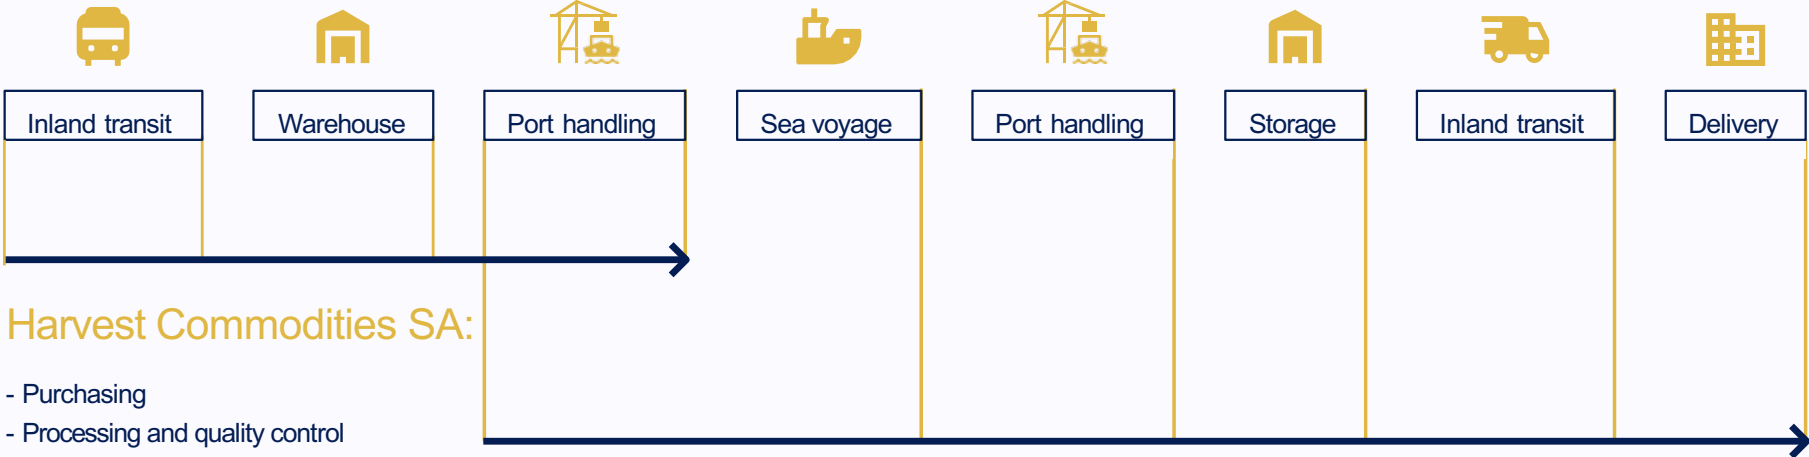 Inland transit
Warehouse
Port handling
Sea voyage
Port handling
Storage
Inland transit
Delivery
Harvest Commodities SA:
- Purchasing
- Processing and quality control